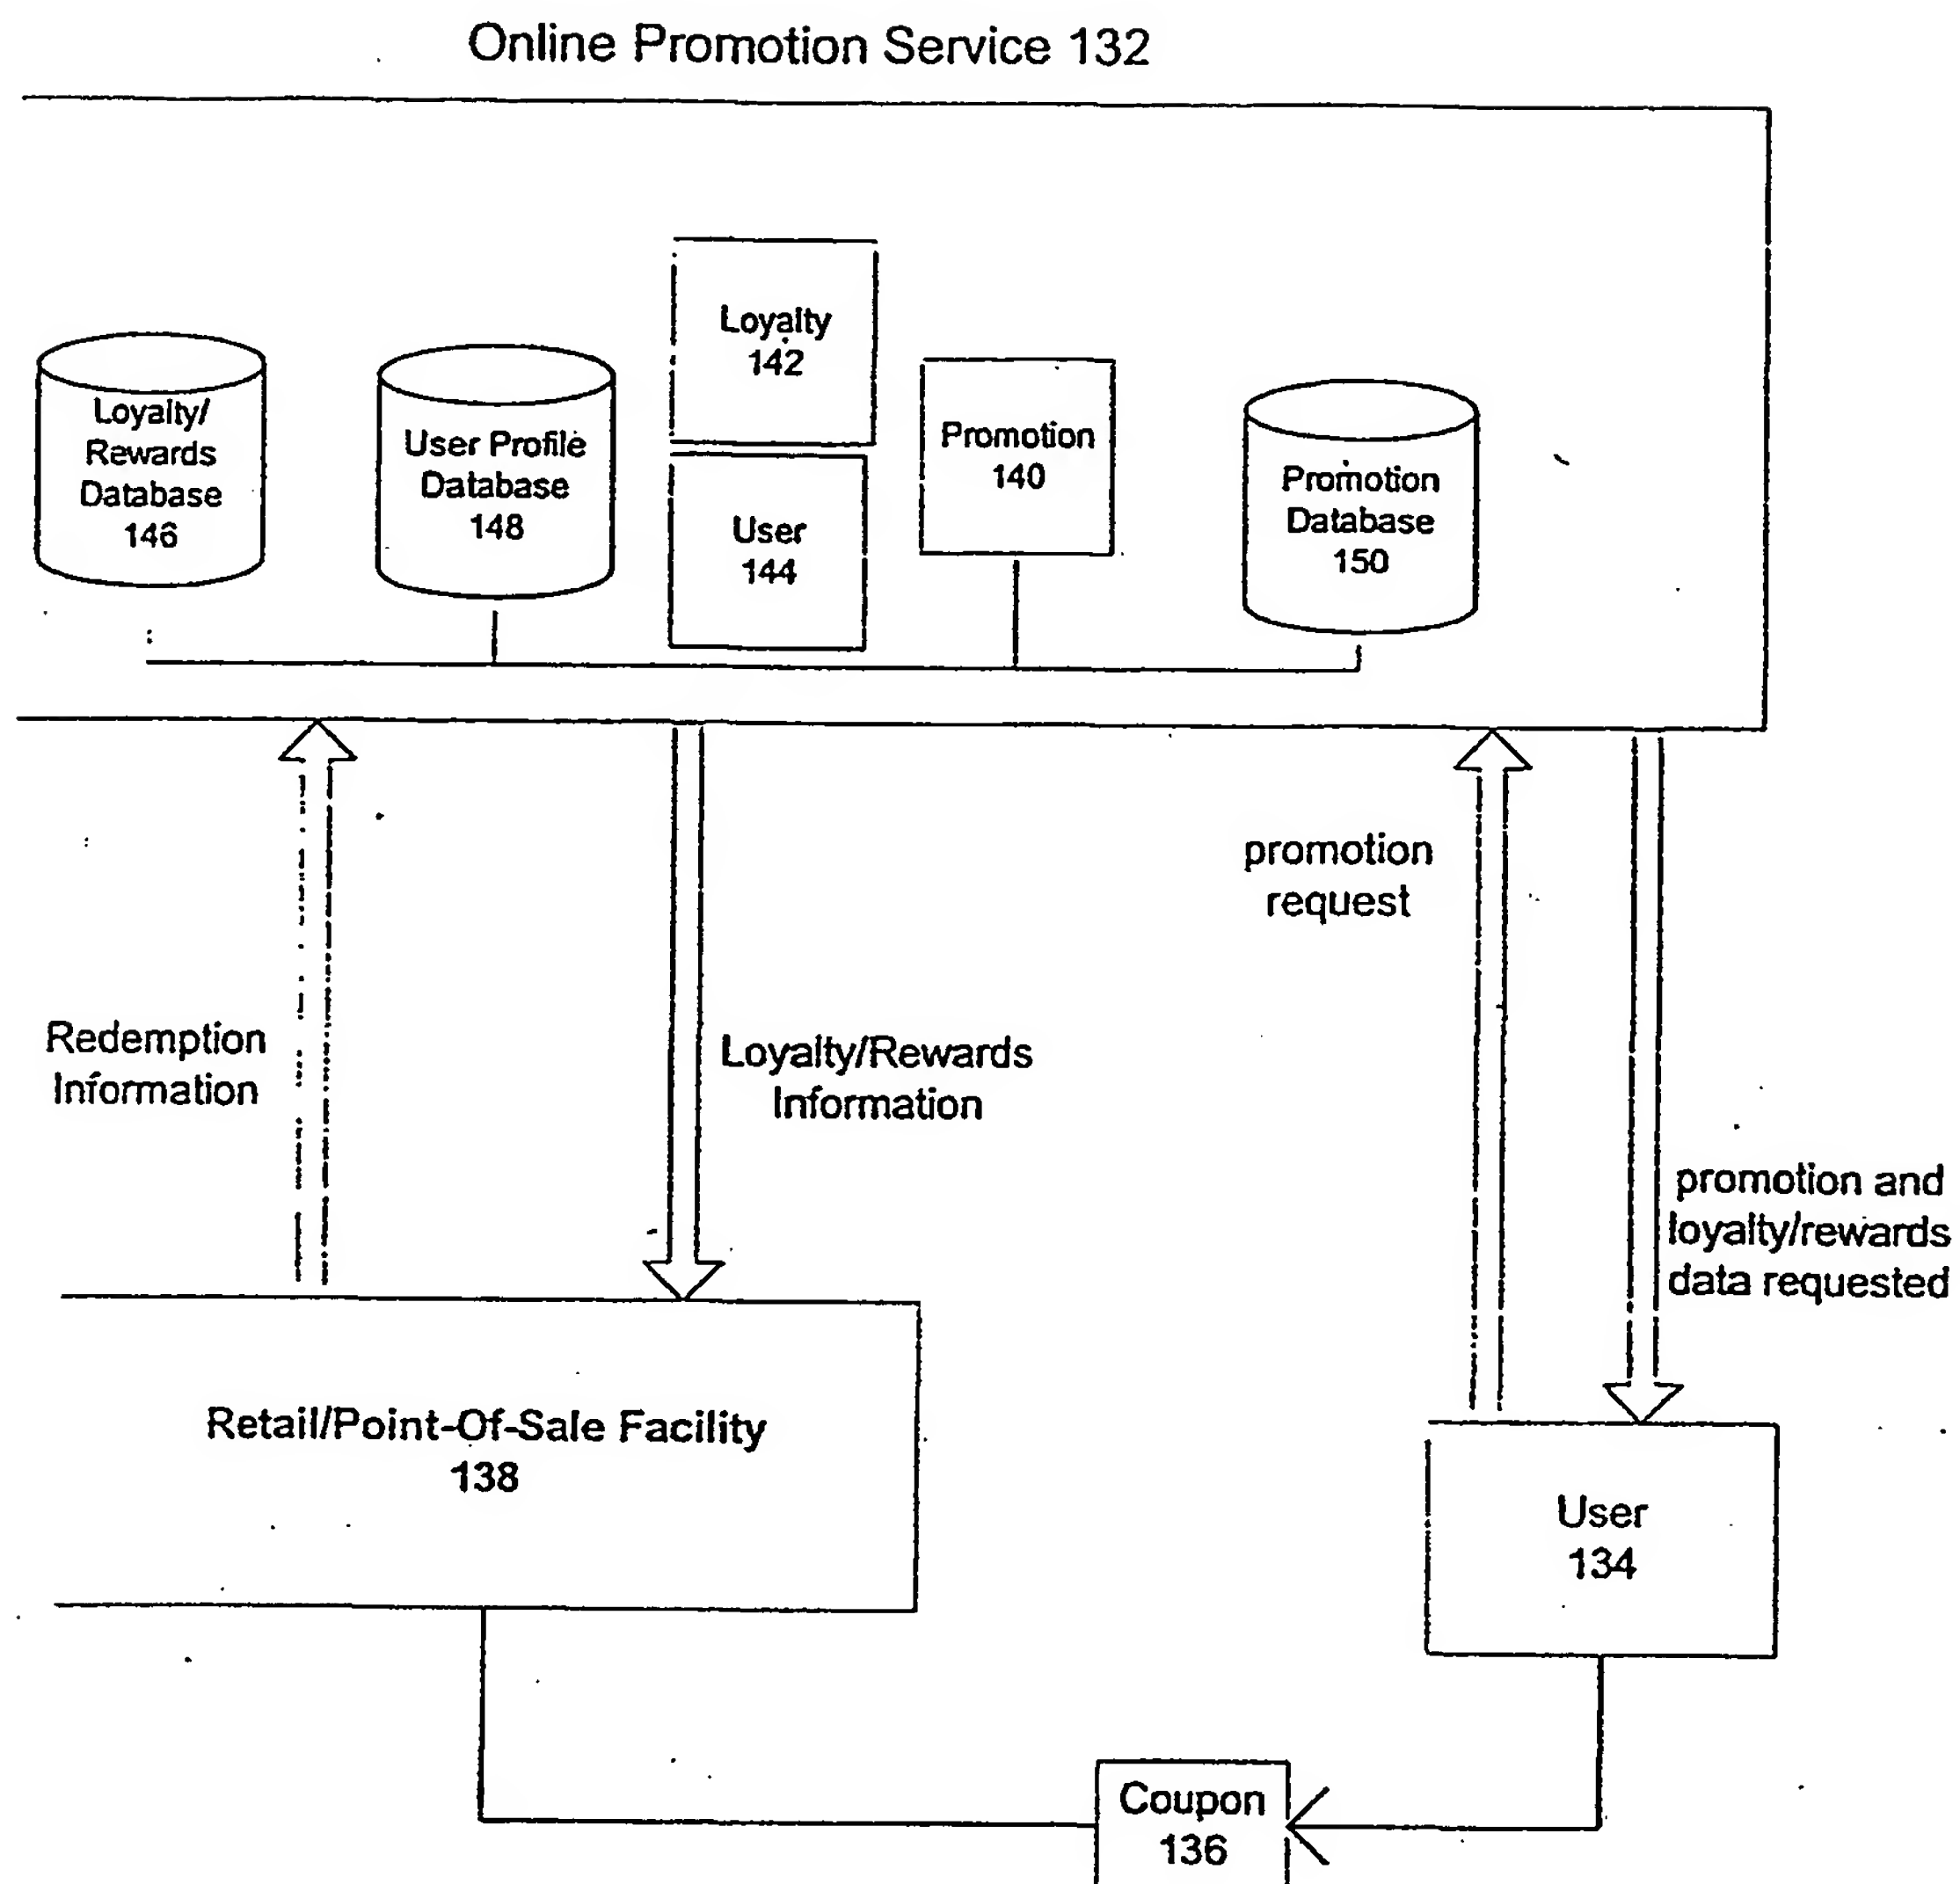 Online Promotion Service 132
Loyalty/
Rewards
Database
146
User Profile
Database
148
Loyalty
142
User
144
Promotion
140
Promotion
Database
150
Redemption
Information
Loyalty/Rewards
Information
promotion
request
promotion and
loyalty/rewards
data requested
Retail/Point-Of-Sale Facility
138
User
134
Coupon
136